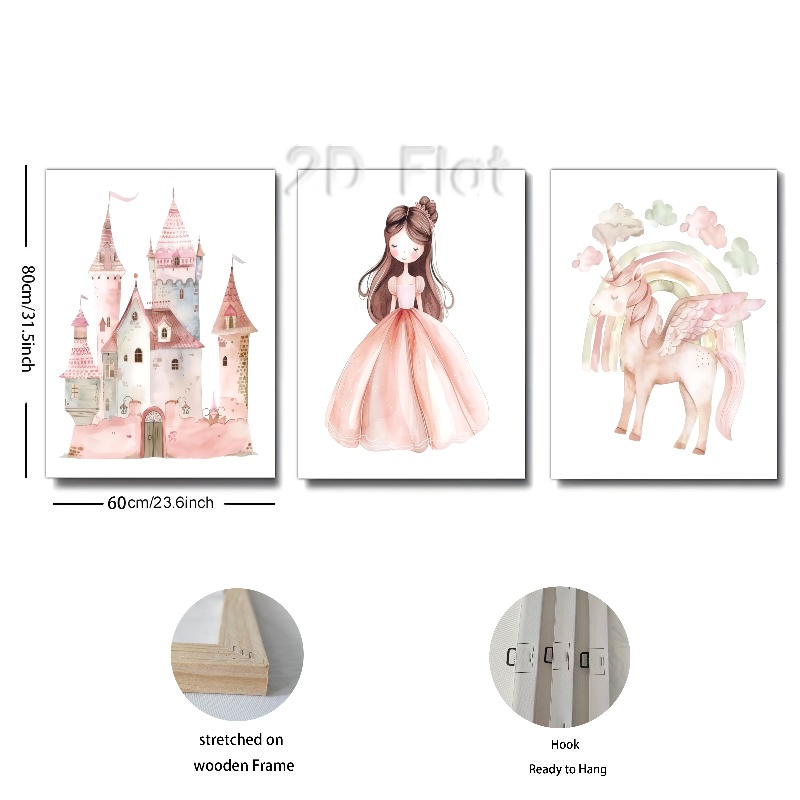 2D Flat
80cm/31.5inch
60cm/23.6inch
stretched on
wooden Frame
Hook
Ready to Hang